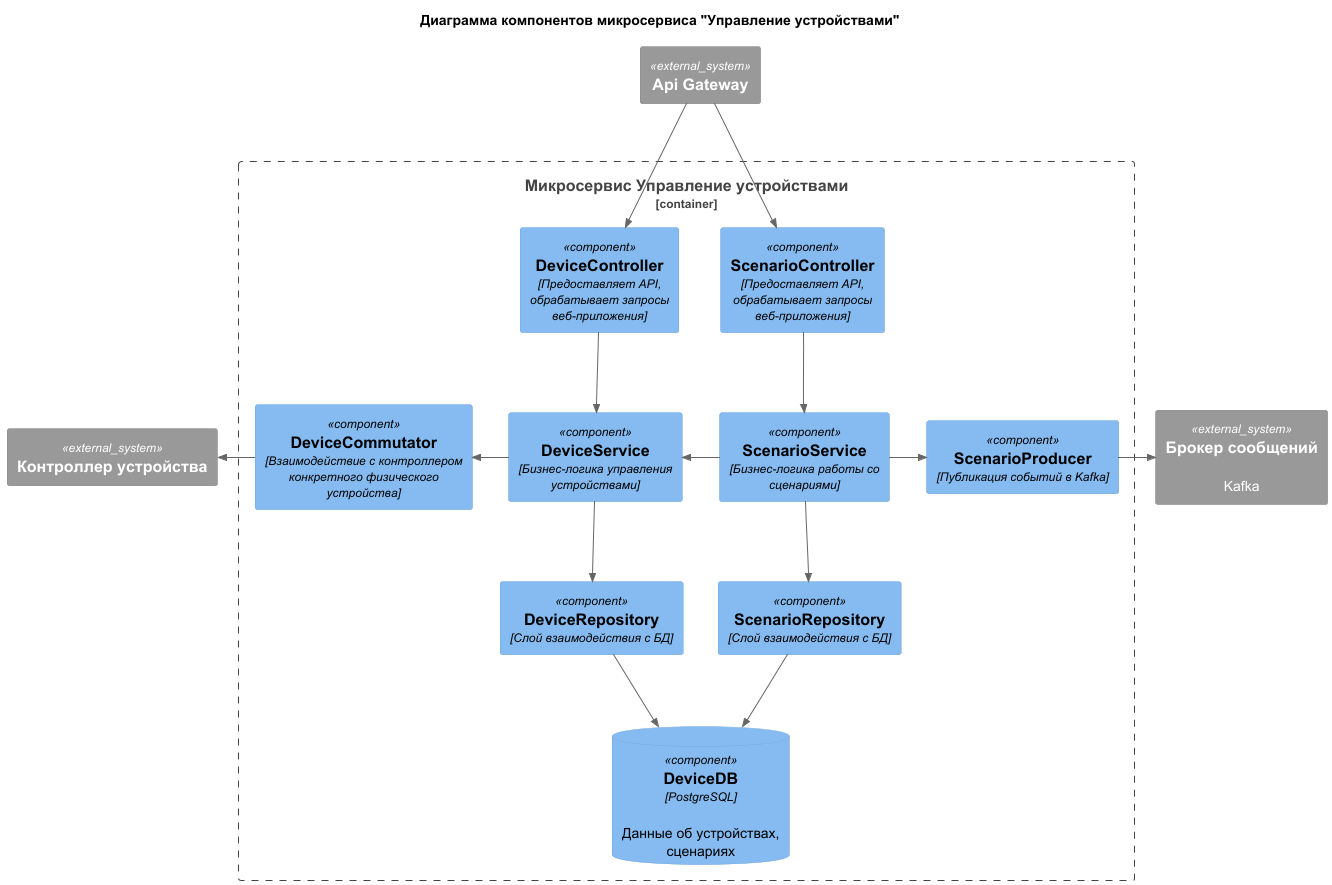 Диаграмма компонентов микросервиса "Управление устройствами"
«external_system»
Api Gateway
Микросервис Управление устройствами
[container]
«component»
DeviceController
[Предоставляет API,
обрабатывает запросы
веб-приложения]
«component»
ScenarioController
[Предоставляет API,
обрабатывает запросы
веб-приложения]
«external_system»
Контроллер устройства
«component»
DeviceCommutator
[Взаимодействие с контроллером
конкретного физического
устройства]
«component»
DeviceService
[Бизнес-логика управления
устройствами]
«component»
ScenarioService
[Бизнес-логика работы со
сценариями]
«component»
ScenarioProducer
[Публикация событий в Kafka]
«external_system»
Брокер сообщений
Kafka
«component»
DeviceRepository
[Слой взаимодействия с БД]
«component»
ScenarioRepository
[Слой взаимодействия с БД]
«component»
DeviceDB
[PostgreSQL]
Данные об устройствах,
сценариях